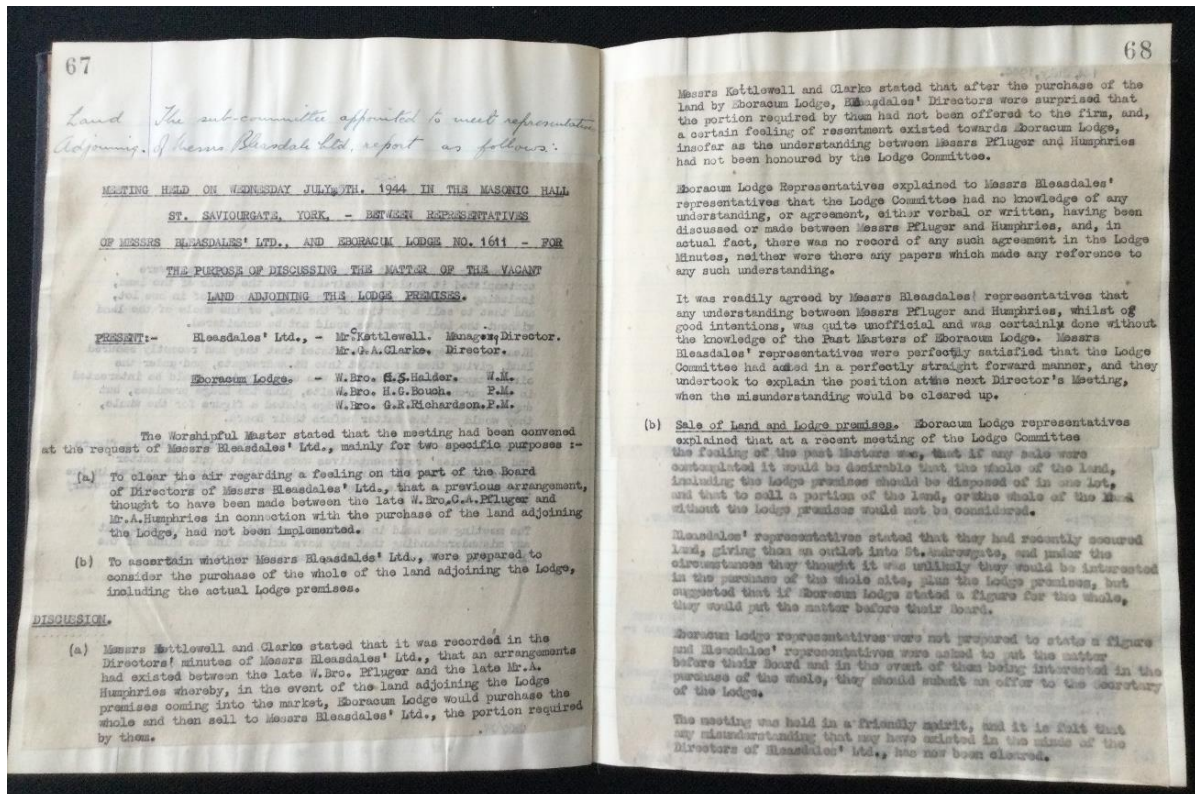 67
Land The sub-committee appointed to meet representatives
Adjoining. of Messrs Bleasdale Ltd. report as follows:
MEETING HELD ON WEDNESDAY JULY TH. 1944 IN THE MASONIC HALL
ST. SAVIOURGATE, YORK, - BETWEEN REPRESENTATIVES
OF MESSRS BLEASDALES' LTD., AND EBORACUM LODGE NO. 1611 - FOR
THE PURPOSE OF DISCUSSING THE MATTER OF THE VACANT
LAND ADJOINING THE LODGE PREMISES.
PRESENT:- Bleasdales' Ltd., - Mr. C Kettlewell. Managing Director.
Mr. G.A.Clarke. Director.
Eboracum Lodge. - W.Bro. G.S.Halder. W.M.
W.Bro. H.G.Bouch. P.M.
W.Bro. G.R.Richardson.P.M.
The Worshipful Master stated that the meeting had been convened
at the request of Messrs Bleasdales' Ltd., mainly for two specific purposes :-
(a) To clear the air regarding a feeling on the part of the Board
of Directors of Messrs Bleasdales' Ltd., that a previous arrangement,
thought to have been made between the late W.Bro.C.A.Pfluger and
Mr.A.Humphries in connection with the purchase of the land adjoining
the Lodge, had not been implemented.
(b) To ascertain whether Messrs Bleasdales' Ltd., were prepared to
consider the purchase of the whole of the land adjoining the Lodge,
including the actual Lodge premises.
DISCUSSION.
(a) Messrs Kettlewell and Clarke stated that it was recorded in the
Directors' minutes of Messrs Bleasdales' Ltd., that an arrangements
had existed between the late W.Bro. Pfluger and the late Mr.A.
Humphries whereby, in the event of the land adjoining the Lodge
premises coming into the market, Eboracum Lodge would purchase the
whole and then sell to Messrs Bleasdales' Ltd., the portion required
by them.
68
Messrs Kettlewell and Clarke stated that after the purchase of the
land by Eboracum Lodge, Bleasdales' Directors were surprised that
the portion required by them had not been offered to the firm, and,
a certain feeling of resentment existed towards Eboracum Lodge,
insofar as the understanding between Messrs Pfluger and Humphries
had not been honoured by the Lodge Committee.
Eboracum Lodge Representatives explained to Messrs Bleasdales'
representatives that the Lodge Committee had no knowledge of any
understanding, or agreement, either verbal or written, having been
discussed or made between Messrs Pfluger and Humphries, and, in
actual fact, there was no record of any such agreement in the Lodge
Minutes, neither were there any papers which made any reference to
any such understanding.
It was readily agreed by Messrs Bleasdales' representatives that
any understanding between Messrs Pfluger and Humphries, whilst of
good intentions, was quite unofficial and was certainly done without
the knowledge of the Past Masters of Eboracum Lodge. Messrs
Bleasdales' representatives were perfectly satisfied that the Lodge
Committee had acted in a perfectly straight forward manner, and they
undertook to explain the position at the next Director's Meeting,
when the misunderstanding would be cleared up.
(b) Sale of Land and Lodge premises. Eboracum Lodge representatives
explained that at a recent meeting of the Lodge Committee
the feeling of the past Masters was, that if any sale were
contemplated it would be desirable that the whole of the land,
including the Lodge premises should be disposed of in one lot,
and that to sell a portion of the land, or the whole of the land
without the Lodge premises would not be considered.
Bleasdales' representatives stated that they had recently secured
land, giving them an outlet into St.Andrewgate, and under the
circumstances they thought it was unlikely they would be interested
in the purchase of the whole site, plus the Lodge premises, but
suggested that if Eboracum Lodge stated a figure for the whole,
they would put the matter before their Board.
Eboracum Lodge representatives were not prepared to state a figure
and Bleasdales' representatives were asked to put the matter
before their Board and in the event of them being interested in the
purchase of the whole, they should submit an offer to the Secretary
of the Lodge.
The meeting was held in a friendly spirit, and it is felt that
any misunderstanding that may have existed in the minds of the
Directors of Bleasdales' Ltd., has now been cleared.